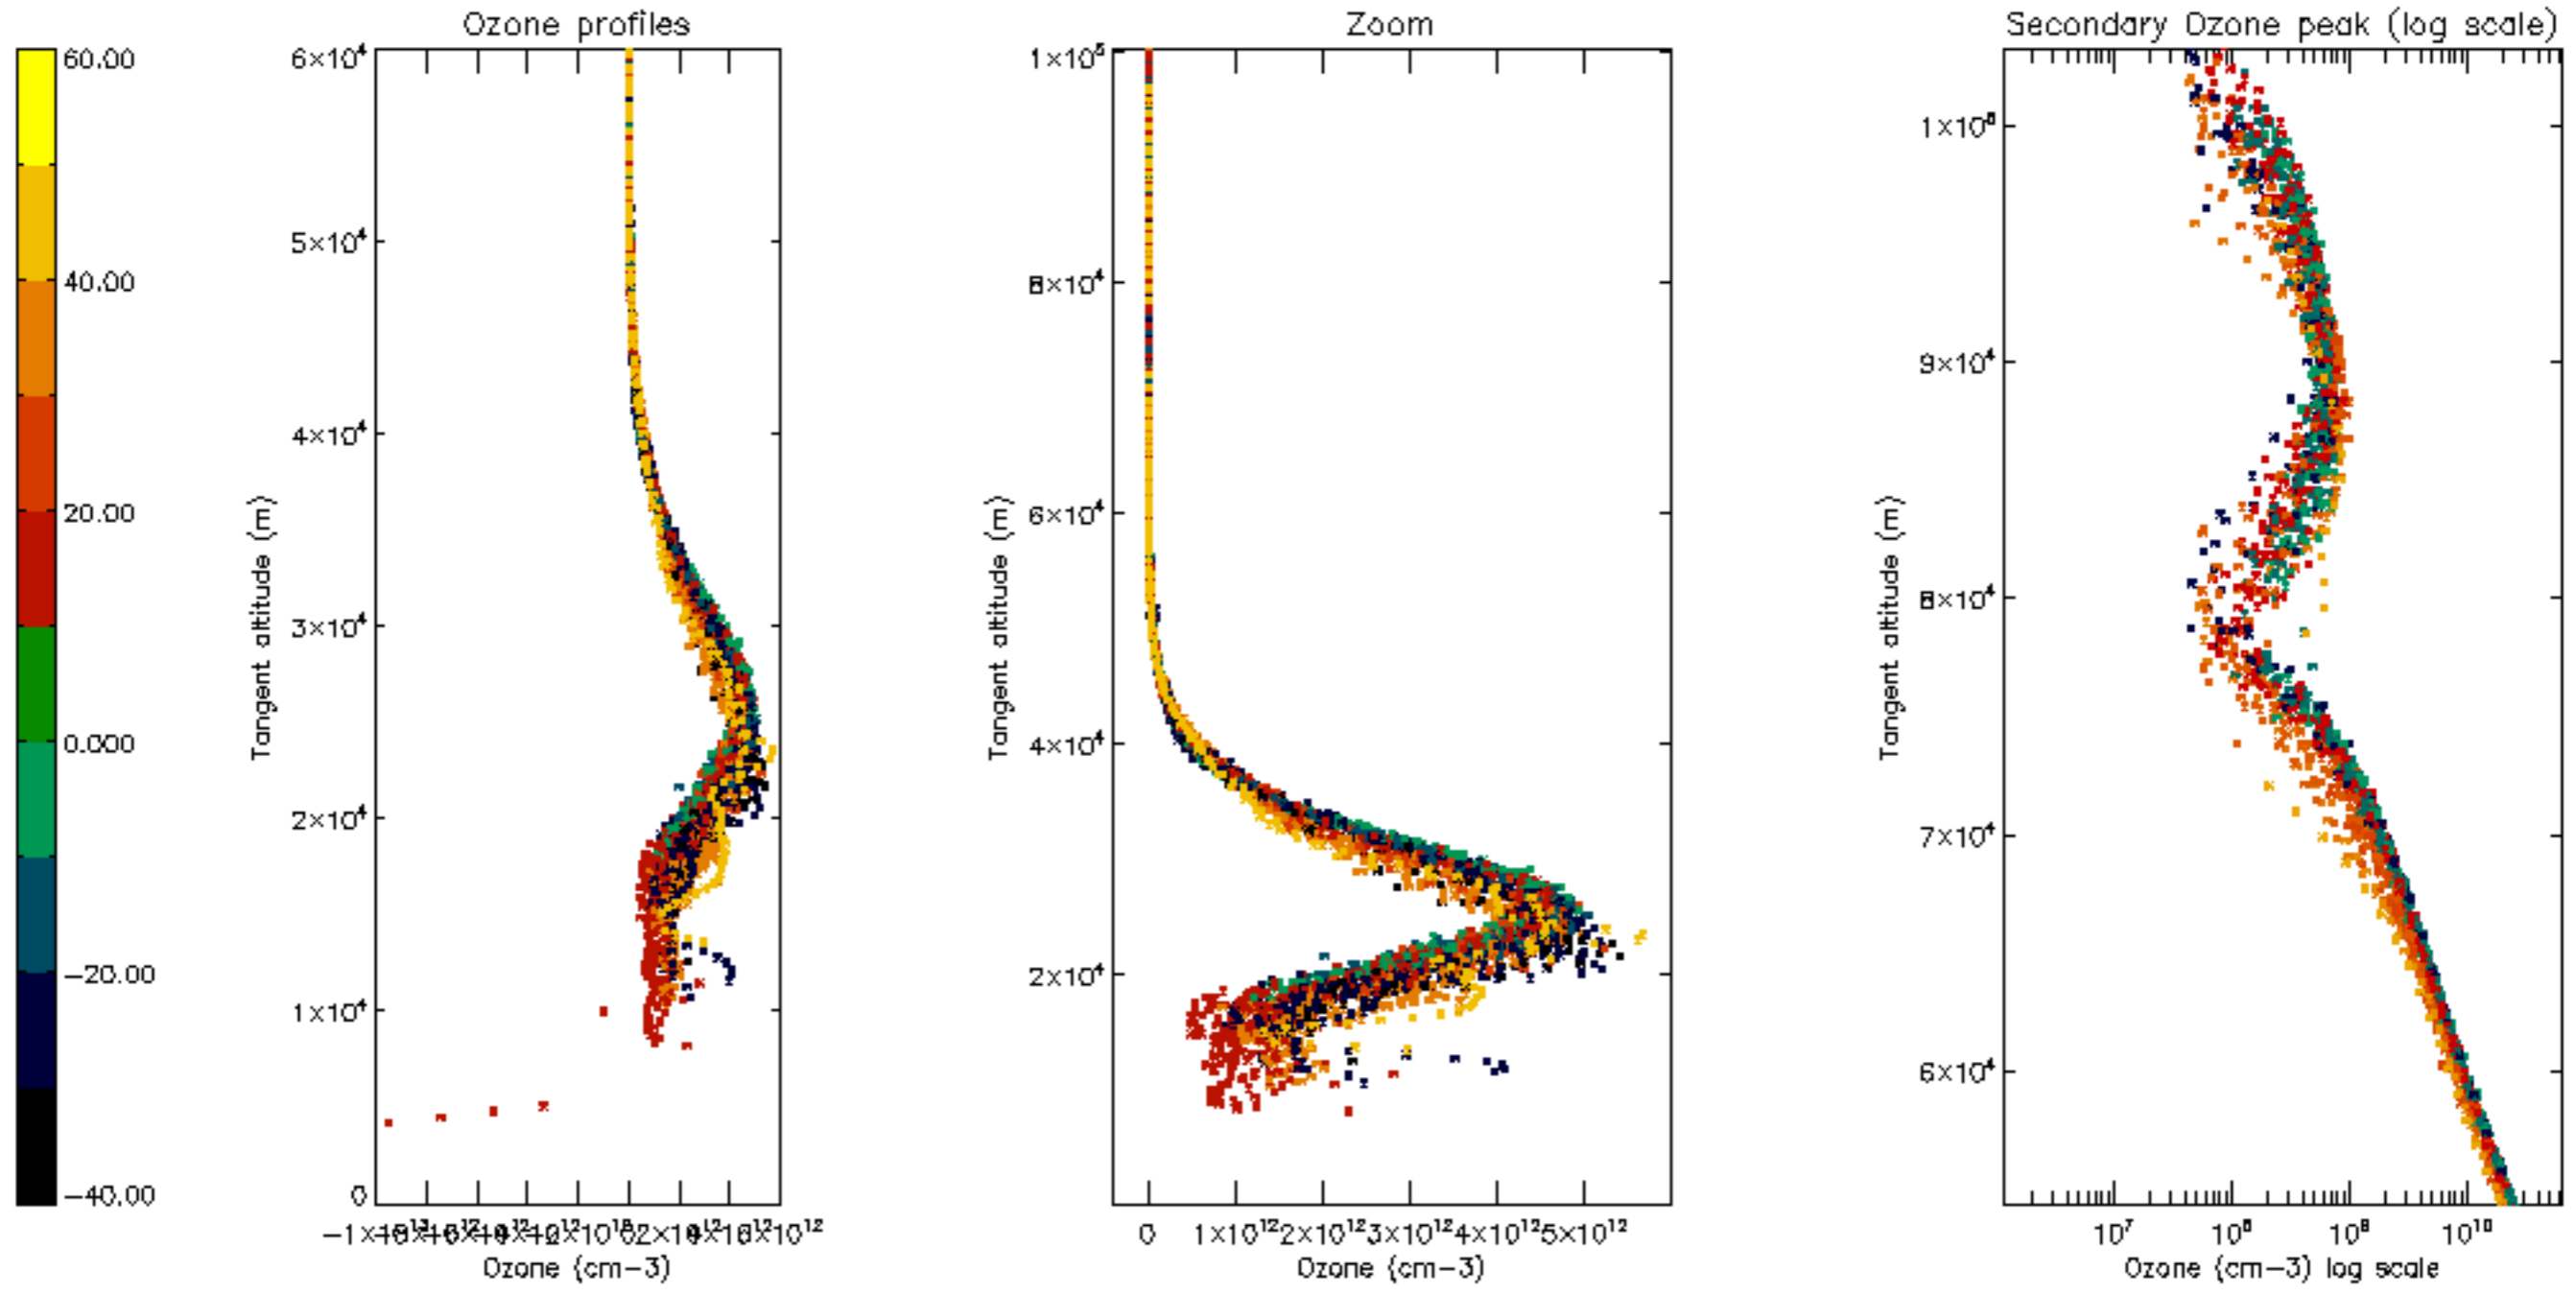 Ozone profiles
Zoom
Secondary Ozone peak (log scale)
60.00
40.00
20.00
0.000
-20.00
-40.00
6×10⁴
5×10⁴
4×10⁴
3×10⁴
2×10⁴
1×10⁴
0
Tangent altitude (m)
Ozone (cm-3)
1×10⁵
8×10⁴
6×10⁴
4×10⁴
2×10⁴
Tangent altitude (m)
0 1×10¹² 2×10¹² 3×10¹² 4×10¹² 5×10¹²
Ozone (cm-3)
1×10⁵
9×10⁴
8×10⁴
7×10⁴
6×10⁴
Tangent altitude (m)
10⁷ 10⁸ 10⁹ 10¹⁰
Ozone (cm-3) log scale